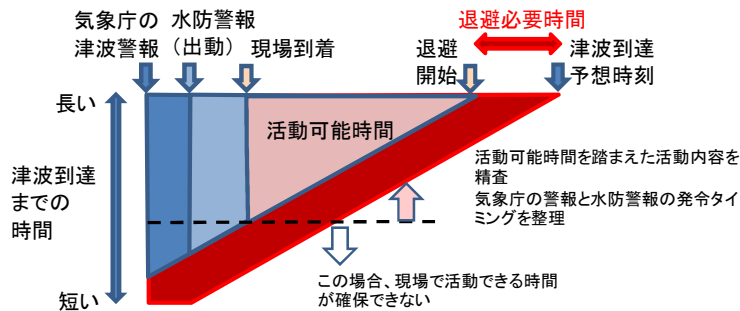 気象庁の
津波警報
水防警報
（出動）
現場到着
退避
開始
退避必要時間
津波到達
予想時刻
長い
活動可能時間
津波到達
までの
時間
活動可能時間を踏まえた活動内容を
精査
気象庁の警報と水防警報の発令タイ
ミングを整理
この場合、現場で活動できる時間
が確保できない
短い